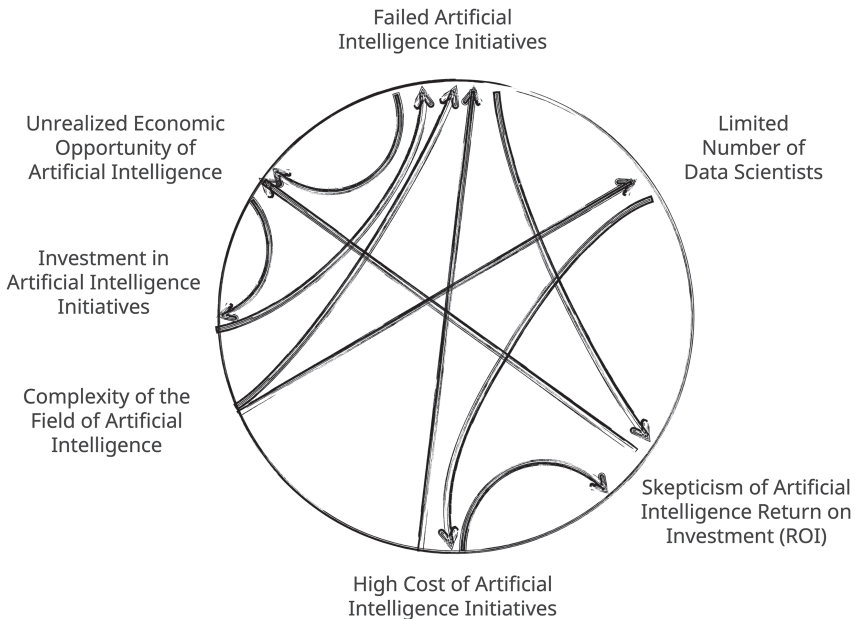 Failed Artificial
Intelligence Initiatives
Unrealized Economic
Opportunity of
Artificial Intelligence
Limited
Number of
Data Scientists
Investment in
Artificial Intelligence
Initiatives
Complexity of the
Field of Artificial
Intelligence
Skepticism of Artificial
Intelligence Return on
Investment (ROI)
High Cost of Artificial
Intelligence Initiatives